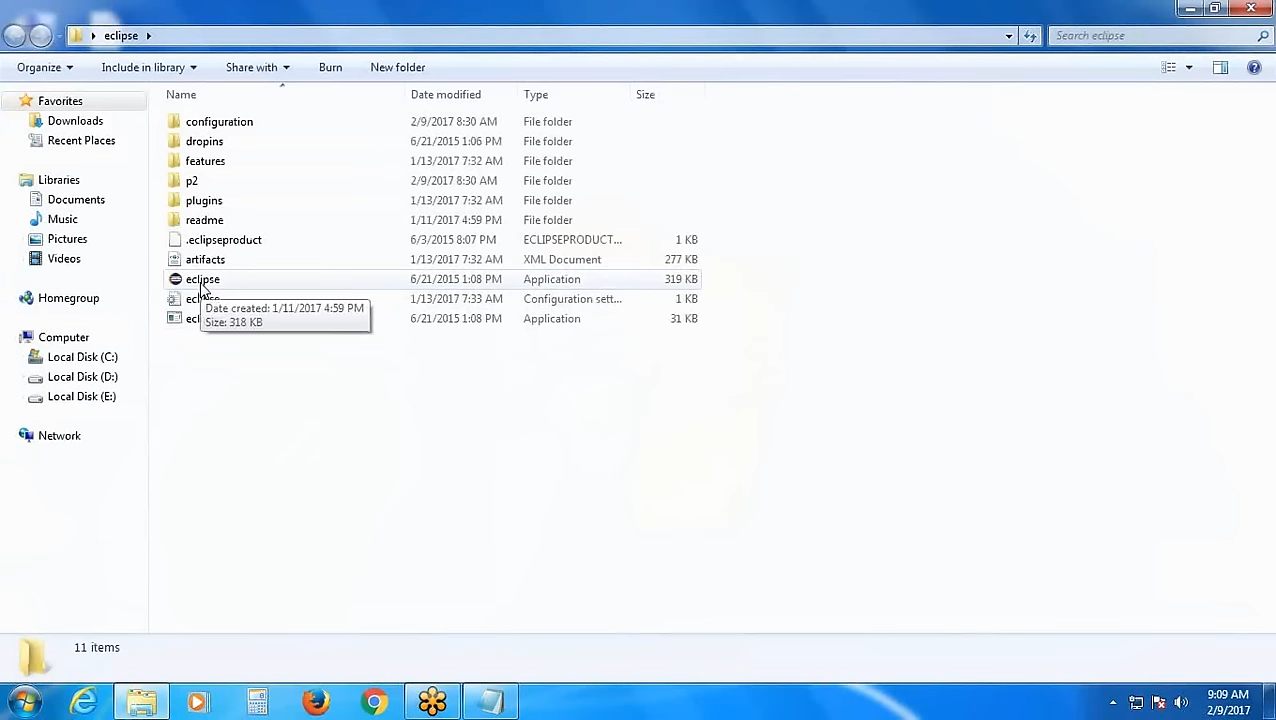 eclipse
Search eclipse
Organize Include in library Share with Burn New folder
Name Date modified Type Size
Favorites
Downloads
Recent Places
Libraries
Documents
Music
Pictures
Videos
Homegroup
Computer
Local Disk (C:)
Local Disk (D:)
Local Disk (E:)
Network
configuration 2/9/2017 8:30 AM File folder
dropins 6/21/2015 1:06 PM File folder
features 1/13/2017 7:32 AM File folder
p2 2/9/2017 8:30 AM File folder
plugins 1/13/2017 7:32 AM File folder
readme 1/11/2017 4:59 PM File folder
.eclipseproduct 6/3/2015 8:07 PM ECLIPSEPRODUCT... 1 KB
artifacts 1/13/2017 7:32 AM XML Document 277 KB
eclipse 6/21/2015 1:08 PM Application 319 KB
1/13/2017 7:33 AM Configuration sett... 1 KB
6/21/2015 1:08 PM Application 31 KB
Date created: 1/11/2017 4:59 PM
Size: 318 KB
11 items
9:09 AM
2/9/2017